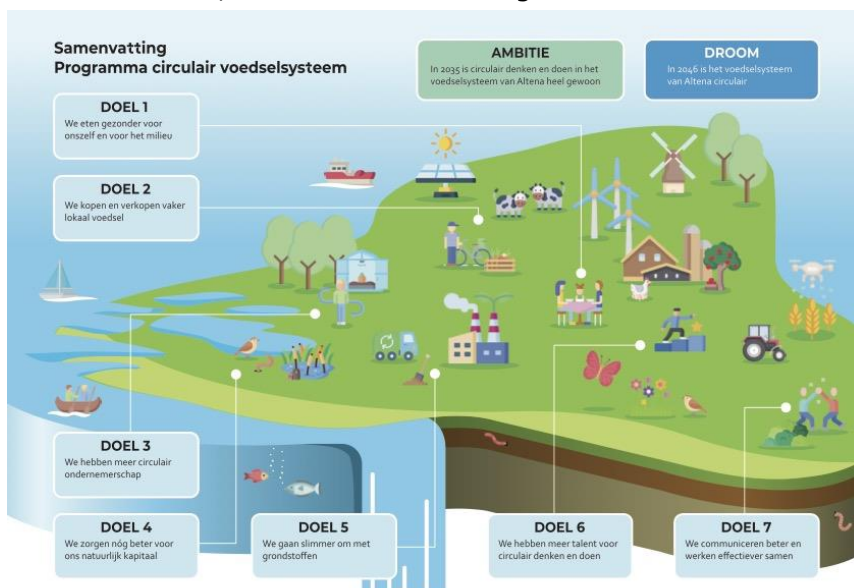 Samenvatting
Programma circulair voedselsysteem
AMBITIE
In 2035 is circulair denken en doen in het
voedselsysteem van Altena heel gewoon
DROOM
In 2046 is het voedselsysteem
van Altena circulair
DOEL 1
We eten gezonder voor
onszelf en voor het milieu
DOEL 2
We kopen en verkopen vaker
lokaal voedsel
DOEL 3
We hebben meer circulair
ondernemerschap
DOEL 4
We zorgen nóg beter voor
ons natuurlijk kapitaal
DOEL 5
We gaan slimmer om met
grondstoffen
DOEL 6
We hebben meer talent voor
circulair denken en doen
DOEL 7
We communiceren beter en
werken effectiever samen